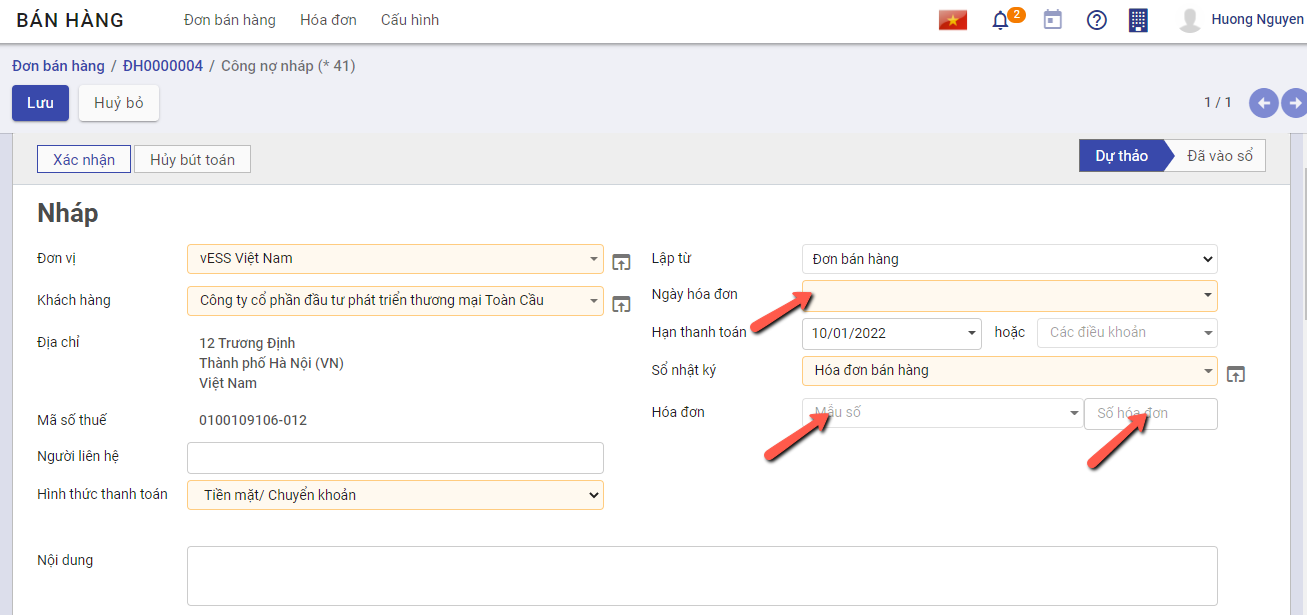 BÁN HÀNG Đơn bán hàng Hóa đơn Cấu hình 2 Huong Nguyen
Đơn bán hàng / ĐH0000004 / Công nợ nháp (* 41)
Lưu Huỷ bỏ 1 / 1
Xác nhận Hủy bút toán Dự thảo Đã vào sổ
Nháp
Đơn vị vESS Việt Nam Lập từ Đơn bán hàng
Khách hàng Công ty cổ phần đầu tư phát triển thương mại Toàn Cầu Ngày hóa đơn
Địa chỉ 12 Trương Định Hạn thanh toán 10/01/2022 hoặc Các điều khoản
Thành phố Hà Nội (VN)
Việt Nam Sổ nhật ký Hóa đơn bán hàng
Mã số thuế 0100109106-012 Hóa đơn Mẫu số Số hóa đơn
Người liên hệ
Hình thức thanh toán Tiền mặt/ Chuyển khoản
Nội dung